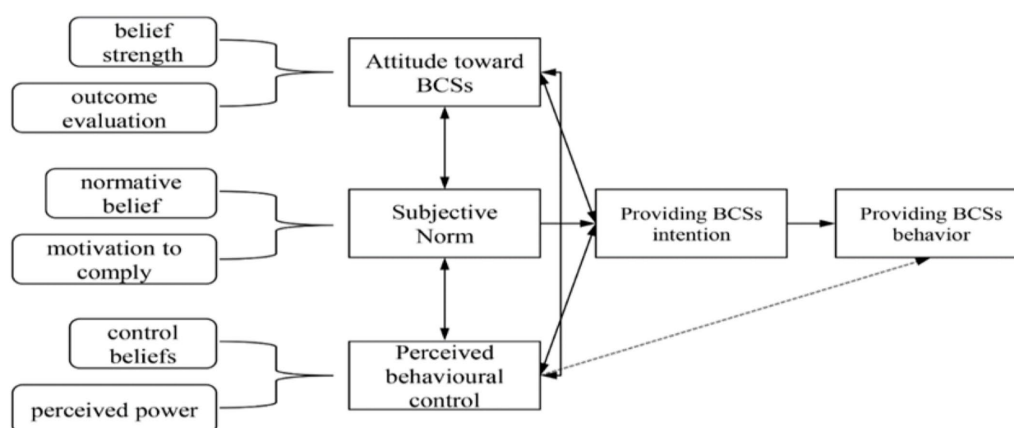 belief
strength
outcome
evaluation
Attitude toward
BCSs
normative
belief
motivation to
comply
Subjective
Norm
Providing BCSs
intention
Providing BCSs
behavior
control
beliefs
perceived power
Perceived
behavioural
control